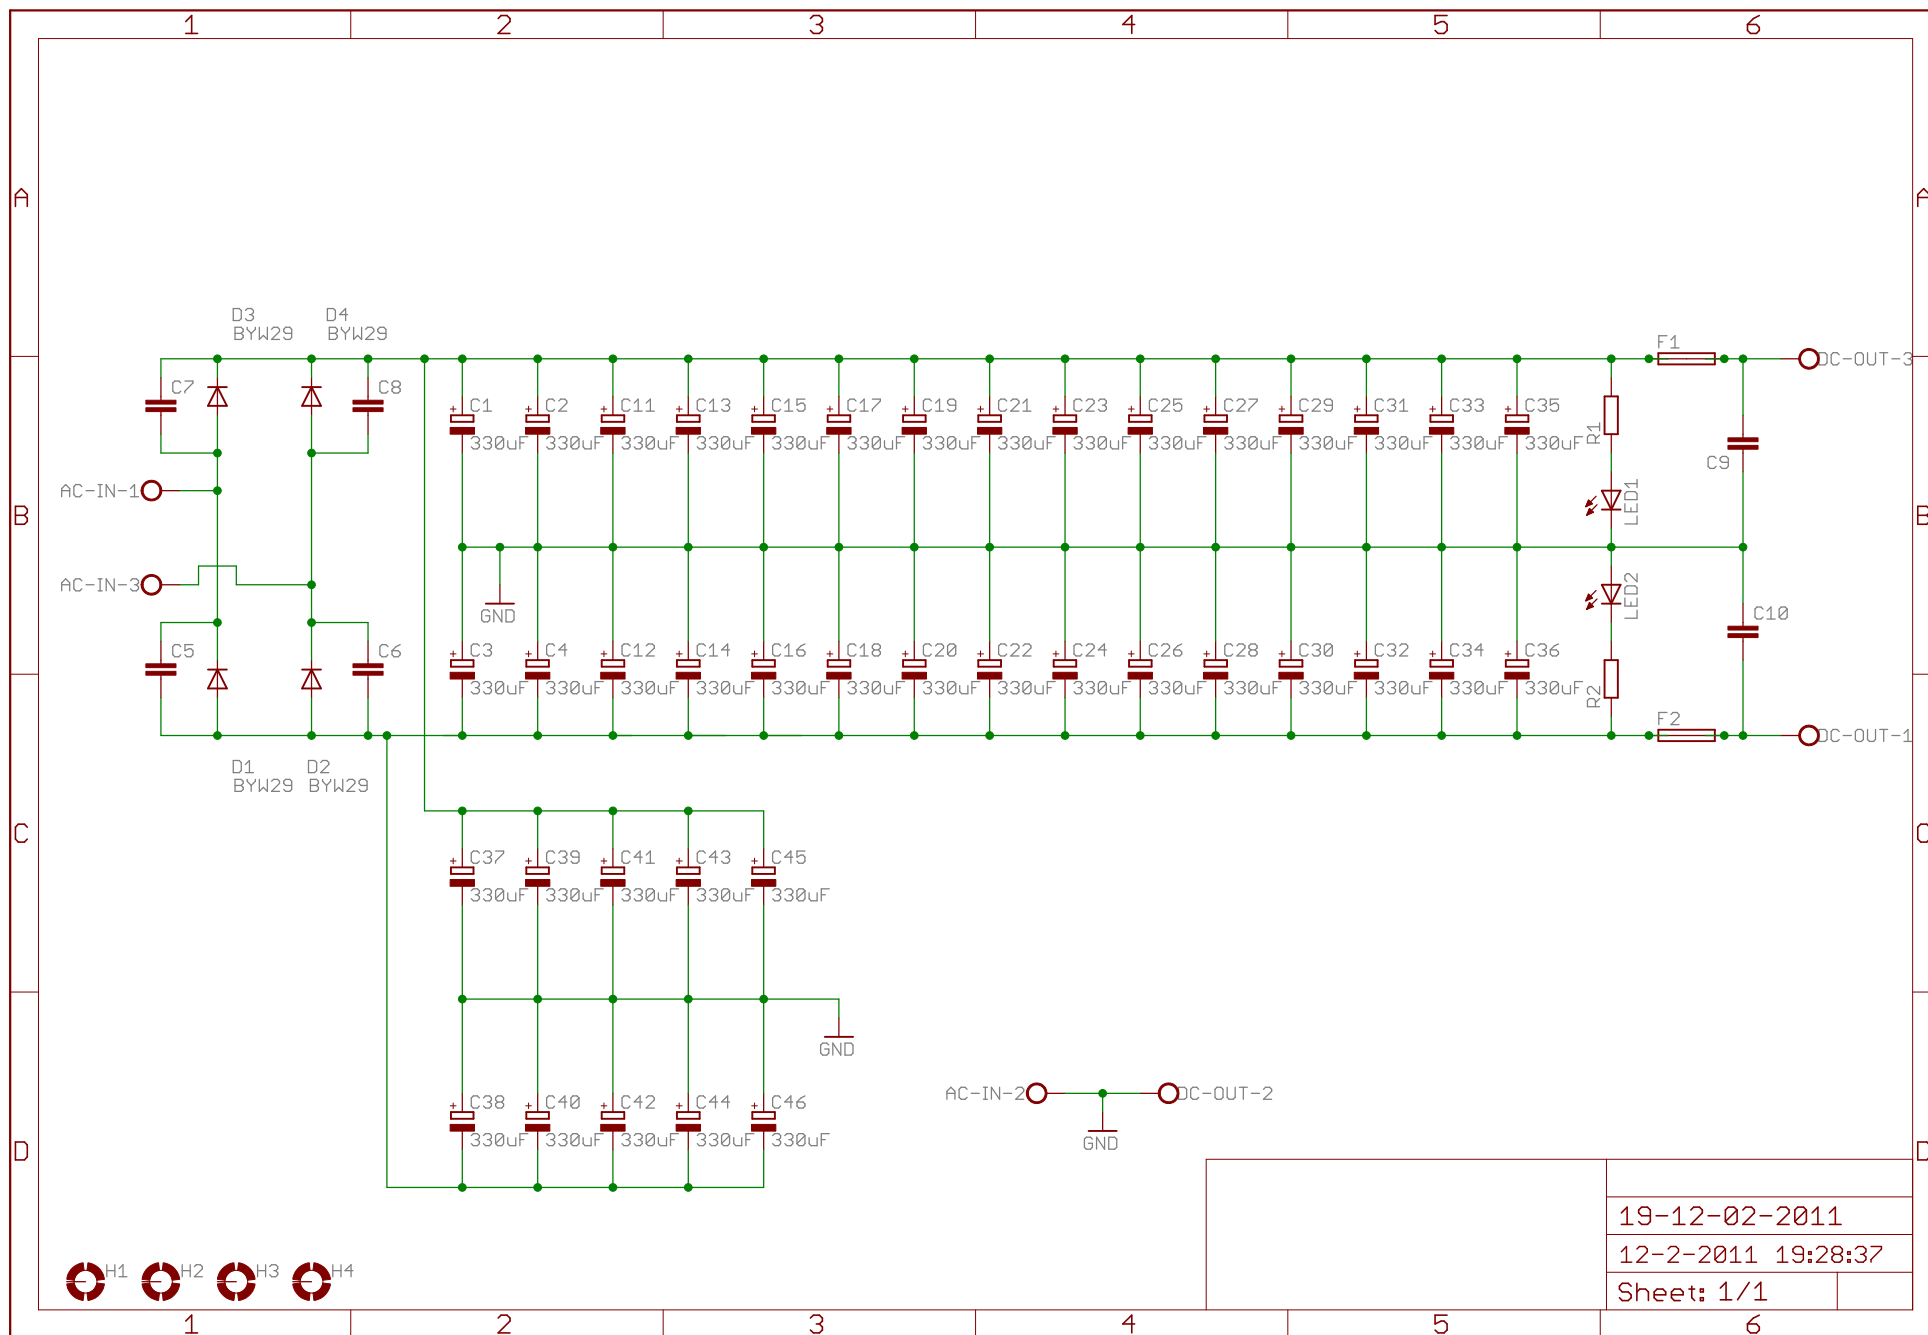 1 2 3 4 5 6
A A
D3 D4
BYW29 BYW29
F1
DC-OUT-3
C7 C8
C1 C2 C11 C13 C15 C17 C19 C21 C23 C25 C27 C29 C31 C33 C35
+ + + + + + + + + + + + + + +
330uF 330uF 330uF 330uF 330uF 330uF 330uF 330uF 330uF 330uF 330uF 330uF 330uF 330uF 330uF
R1
C9
AC-IN-1
LED1
B B
AC-IN-3
LED2
GND
C10
C5 C6
C3 C4 C12 C14 C16 C18 C20 C22 C24 C26 C28 C30 C32 C34 C36
+ + + + + + + + + + + + + + +
330uF 330uF 330uF 330uF 330uF 330uF 330uF 330uF 330uF 330uF 330uF 330uF 330uF 330uF 330uF
R2
F2
DC-OUT-1
D1 D2
BYW29 BYW29
C C
C37 C39 C41 C43 C45
+ + + + +
330uF 330uF 330uF 330uF 330uF
GND
AC-IN-2 DC-OUT-2
C38 C40 C42 C44 C46
+ + + + +
330uF 330uF 330uF 330uF 330uF
GND
D D
19-12-02-2011
12-2-2011 19:28:37
H1 H2 H3 H4
Sheet: 1/1
1 2 3 4 5 6